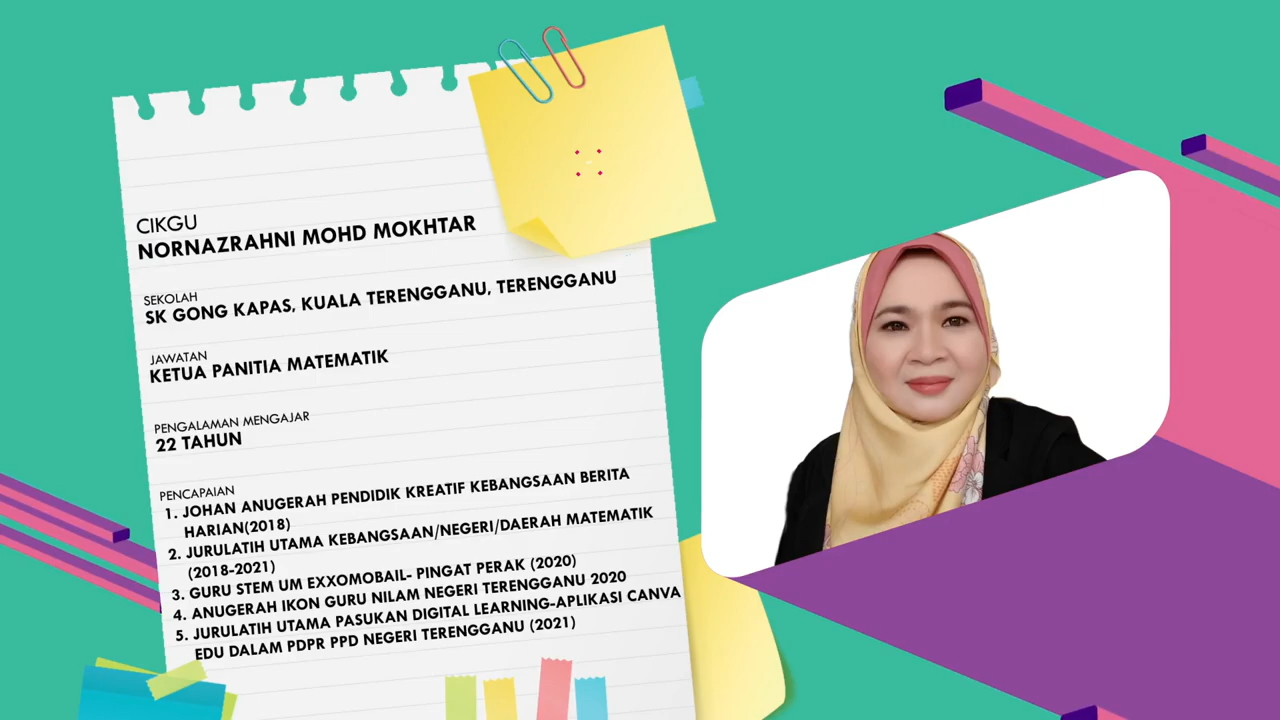 CIKGU
NORNAZRAHNI MOHD MOKHTAR
SEKOLAH
SK GONG KAPAS, KUALA TERENGGANU, TERENGGANU
JAWATAN
KETUA PANITIA MATEMATIK
PENGALAMAN MENGAJAR
22 TAHUN
PENCAPAIAN
1. JOHAN ANUGERAH PENDIDIK KREATIF KEBANGSAAN BERITA
HARIAN(2018)
2. JURULATIH UTAMA KEBANGSAAN/NEGERI/DAERAH MATEMATIK
(2018-2021)
3. GURU STEM UM EXXOMOBAIL- PINGAT PERAK (2020)
4. ANUGERAH IKON GURU NILAM NEGERI TERENGGANU 2020
5. JURULATIH UTAMA PASUKAN DIGITAL LEARNING-APLIKASI CANVA
EDU DALAM PDPR PPD NEGERI TERENGGANU (2021)